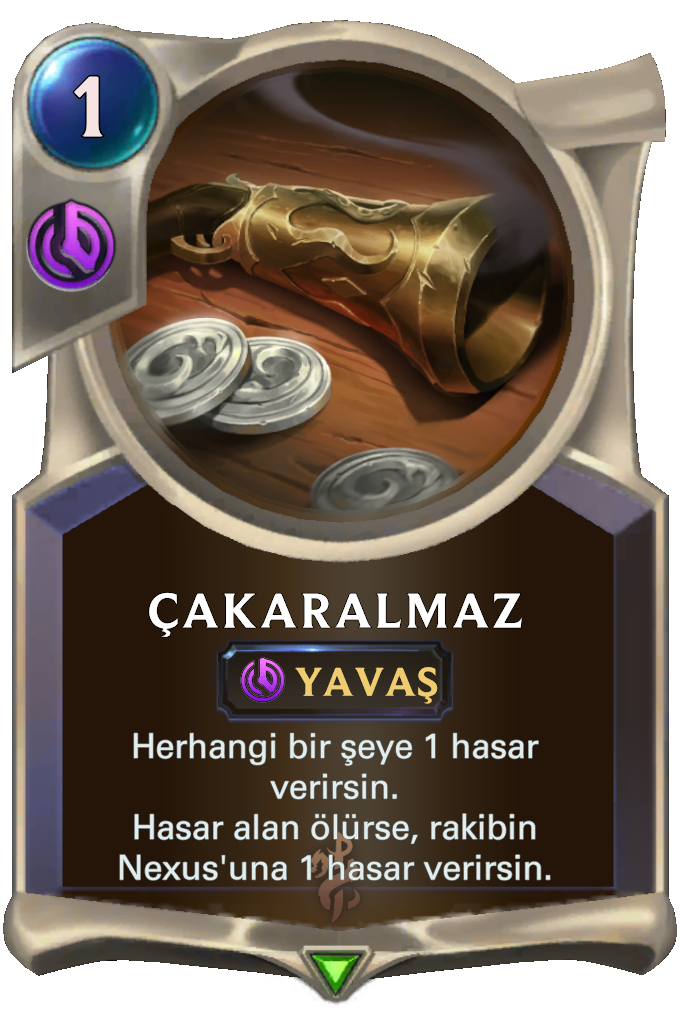 1
ÇAKARALMAZ
YAVAŞ
Herhangi bir şeye 1 hasar
verirsin.
Hasar alan ölürse, rakibin
Nexus'una 1 hasar verirsin.